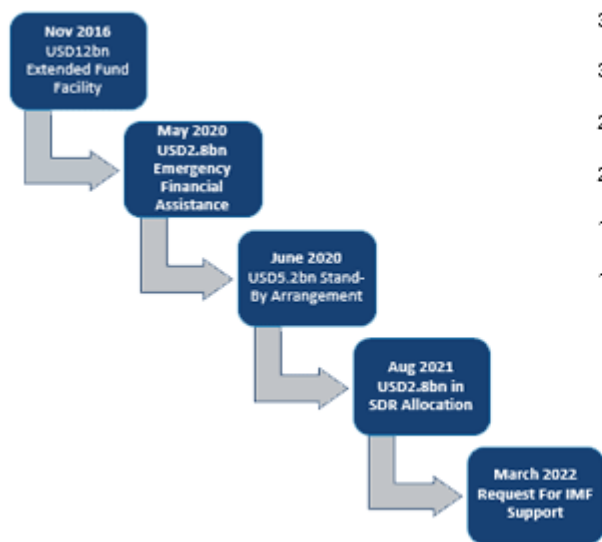 Nov 2016
USD12bn
Extended Fund
Facility
May 2020
USD2.8bn
Emergency
Financial
Assistance
June 2020
USD5.2bn Stand-
By Arrangement
Aug 2021
USD2.8bn in
SDR Allocation
March 2022
Request For IMF
Support